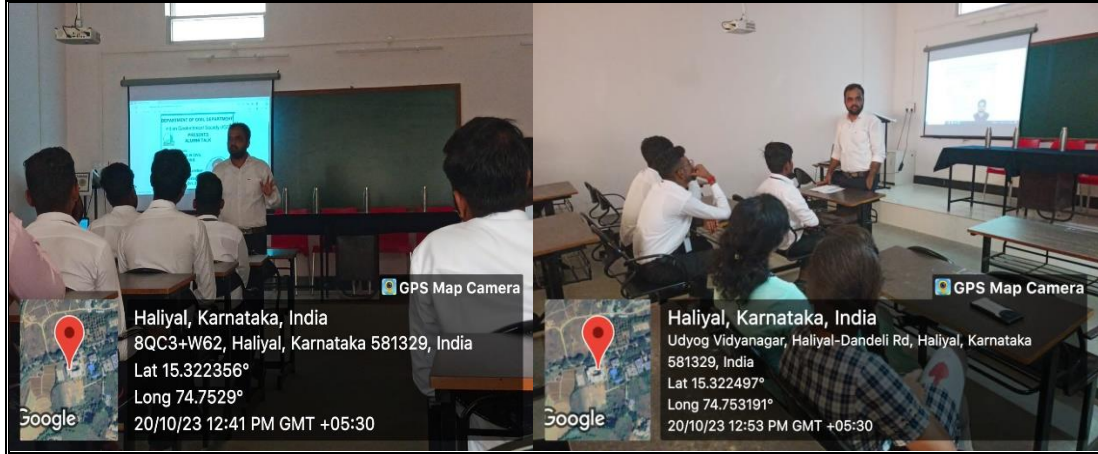 DEPARTMENT OF CIVIL DEPARTMENT
PRESENTS
ALUMNI TALK
GPS Map Camera
Haliyal, Karnataka, India
8QC3+W62, Haliyal, Karnataka 581329, India
Lat 15.322356°
Long 74.7529°
20/10/23 12:41 PM GMT +05:30
Google
GPS Map Camera
Haliyal, Karnataka, India
Udyog Vidyanagar, Haliyal-Dandeli Rd, Haliyal, Karnataka
581329, India
Lat 15.322497°
Long 74.753191°
20/10/23 12:53 PM GMT +05:30
Google